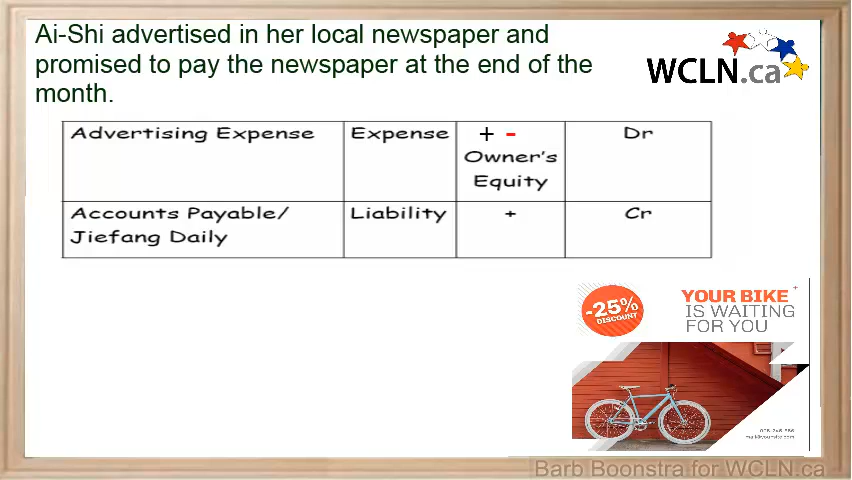 Ai-Shi advertised in her local newspaper and
promised to pay the newspaper at the end of the
month.
WCLN.ca
Advertising Expense Expense + - Dr
Owner's
Equity
Accounts Payable/ Liability + Cr
Jiefang Daily
-25%
DISCOUNT
YOUR BIKE
IS WAITING
FOR YOU
Barb Boonstra for WCLN.ca